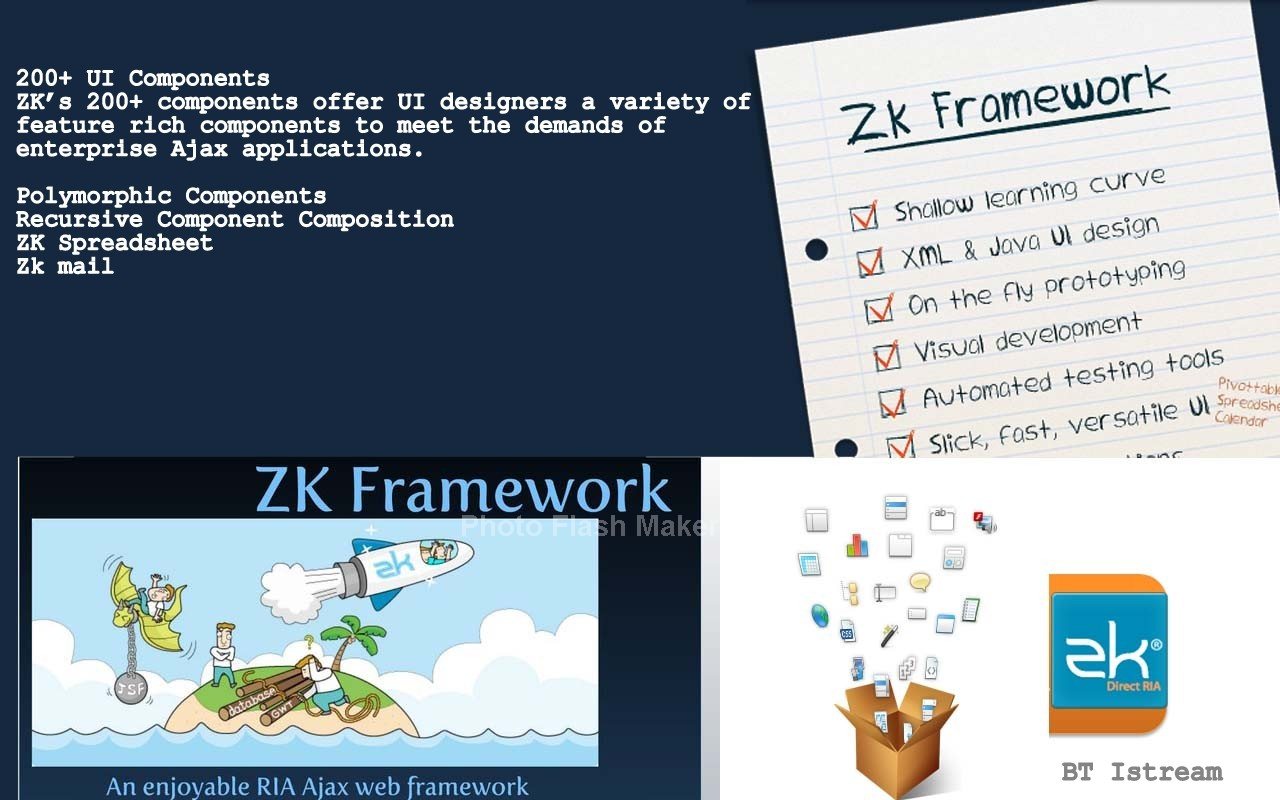 200+ UI Components
ZK’s 200+ components offer UI designers a variety of
feature rich components to meet the demands of
enterprise Ajax applications.
Polymorphic Components
Recursive Component Composition
ZK Spreadsheet
Zk mail
Zk Framework
Shallow learning curve
XML & Java UI design
On the fly prototyping
Visual development
Automated testing tools
Slick, fast, versatile UI
Calendar
ZK Framework
Photo Flash Maker
zk
JSF
database
GWT
An enjoyable RIA Ajax web framework
ab
CSS
zk®
Direct RIA
BT Istream